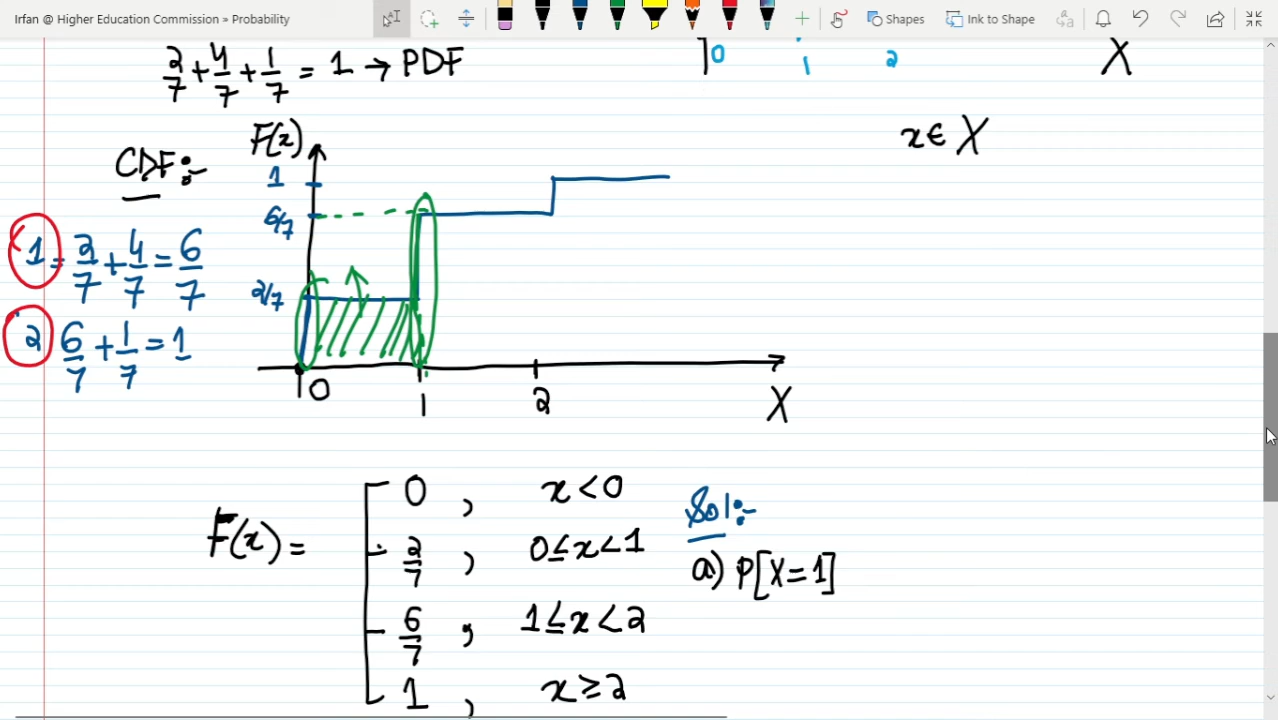 Irfan @ Higher Education Commission » Probability
Shapes
Ink to Shape
2/7 + 4/7 + 1/7 = 1 → PDF
0 1 2 X
x ∈ X
CDF:-
F(x)
1
6/7
2/7
0 1 2 X
1 = 2/7 + 4/7 = 6/7
2 6/7 + 1/7 = 1
F(x) =
0 , x < 0
2/7 , 0 ≤ x < 1
6/7 , 1 ≤ x < 2
1 , x ≥ 2
Sol:-
a) P[X = 1]